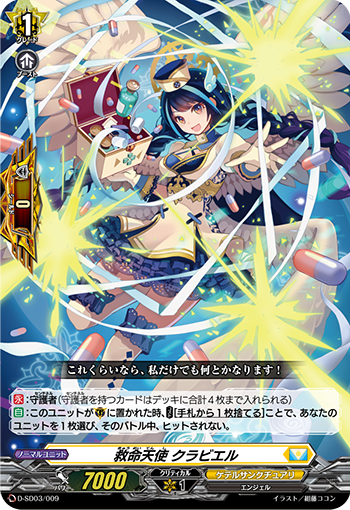 1
グレード
ブースト
シールド
0
これくらいなら、私だけでも何とかなります!
永:守護者(守護者を持つカードはデッキに合計4枚まで入れられる)
自:このユニットが(G)に置かれた時、【手札から1枚捨てる】ことで、あなたの
ユニットを1枚選び、そのバトル中、ヒットされない。
ノーマルユニット
救命天使 クラビエル
ケテルサンクチュアリ
パワー
7000
クリティカル
1
エンジェル
D-SD03/009
イラスト/紺藤ココン